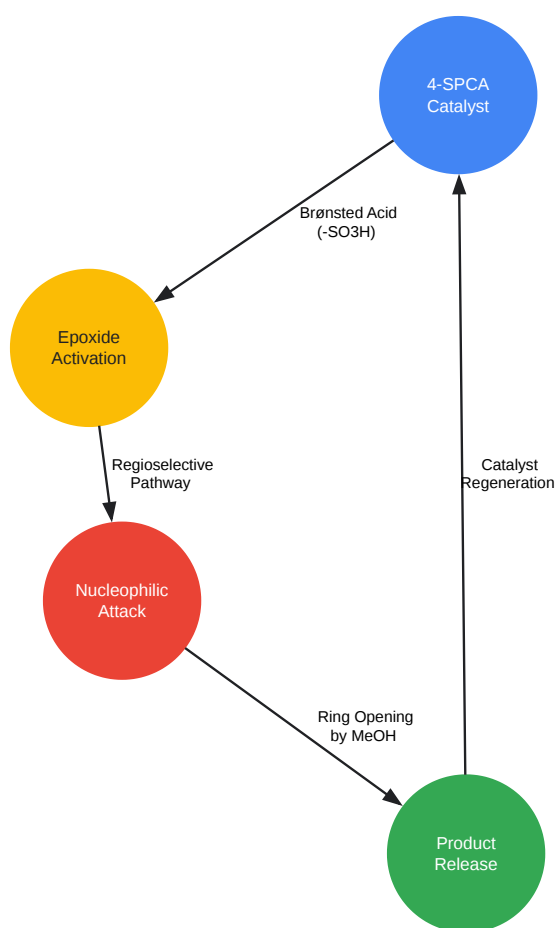 4-SPCA
Catalyst
Brønsted Acid
(-SO3H)
Epoxide
Activation
Regioselective
Pathway
Catalyst
Regeneration
Nucleophilic
Attack
Ring Opening
by MeOH
Product
Release